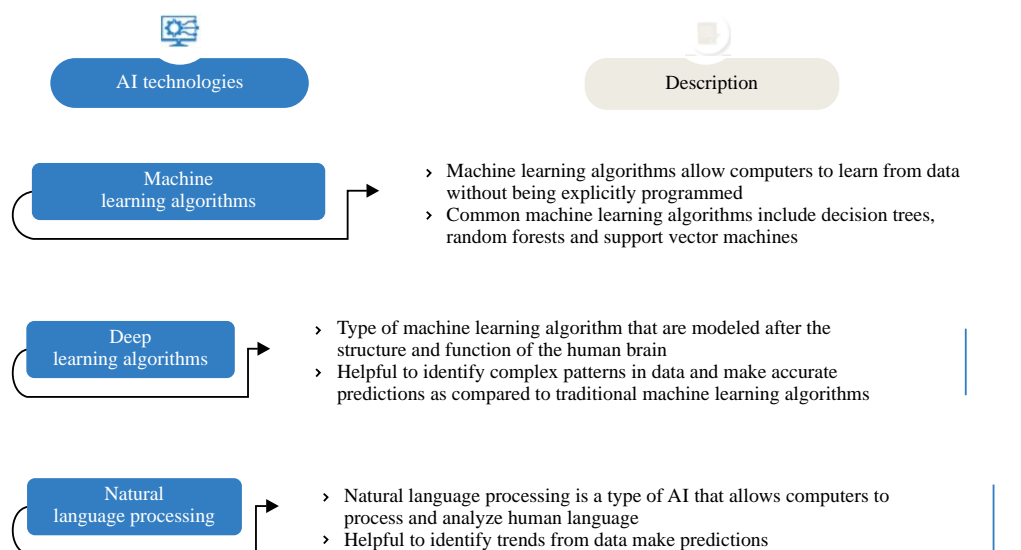 AI technologies
Description
Machine
learning algorithms
Machine learning algorithms allow computers to learn from data
without being explicitly programmed
Common machine learning algorithms include decision trees,
random forests and support vector machines
Deep
learning algorithms
Type of machine learning algorithm that are modeled after the
structure and function of the human brain
Helpful to identify complex patterns in data and make accurate
predictions as compared to traditional machine learning algorithms
Natural
language processing
Natural language processing is a type of AI that allows computers to
process and analyze human language
Helpful to identify trends from data make predictions